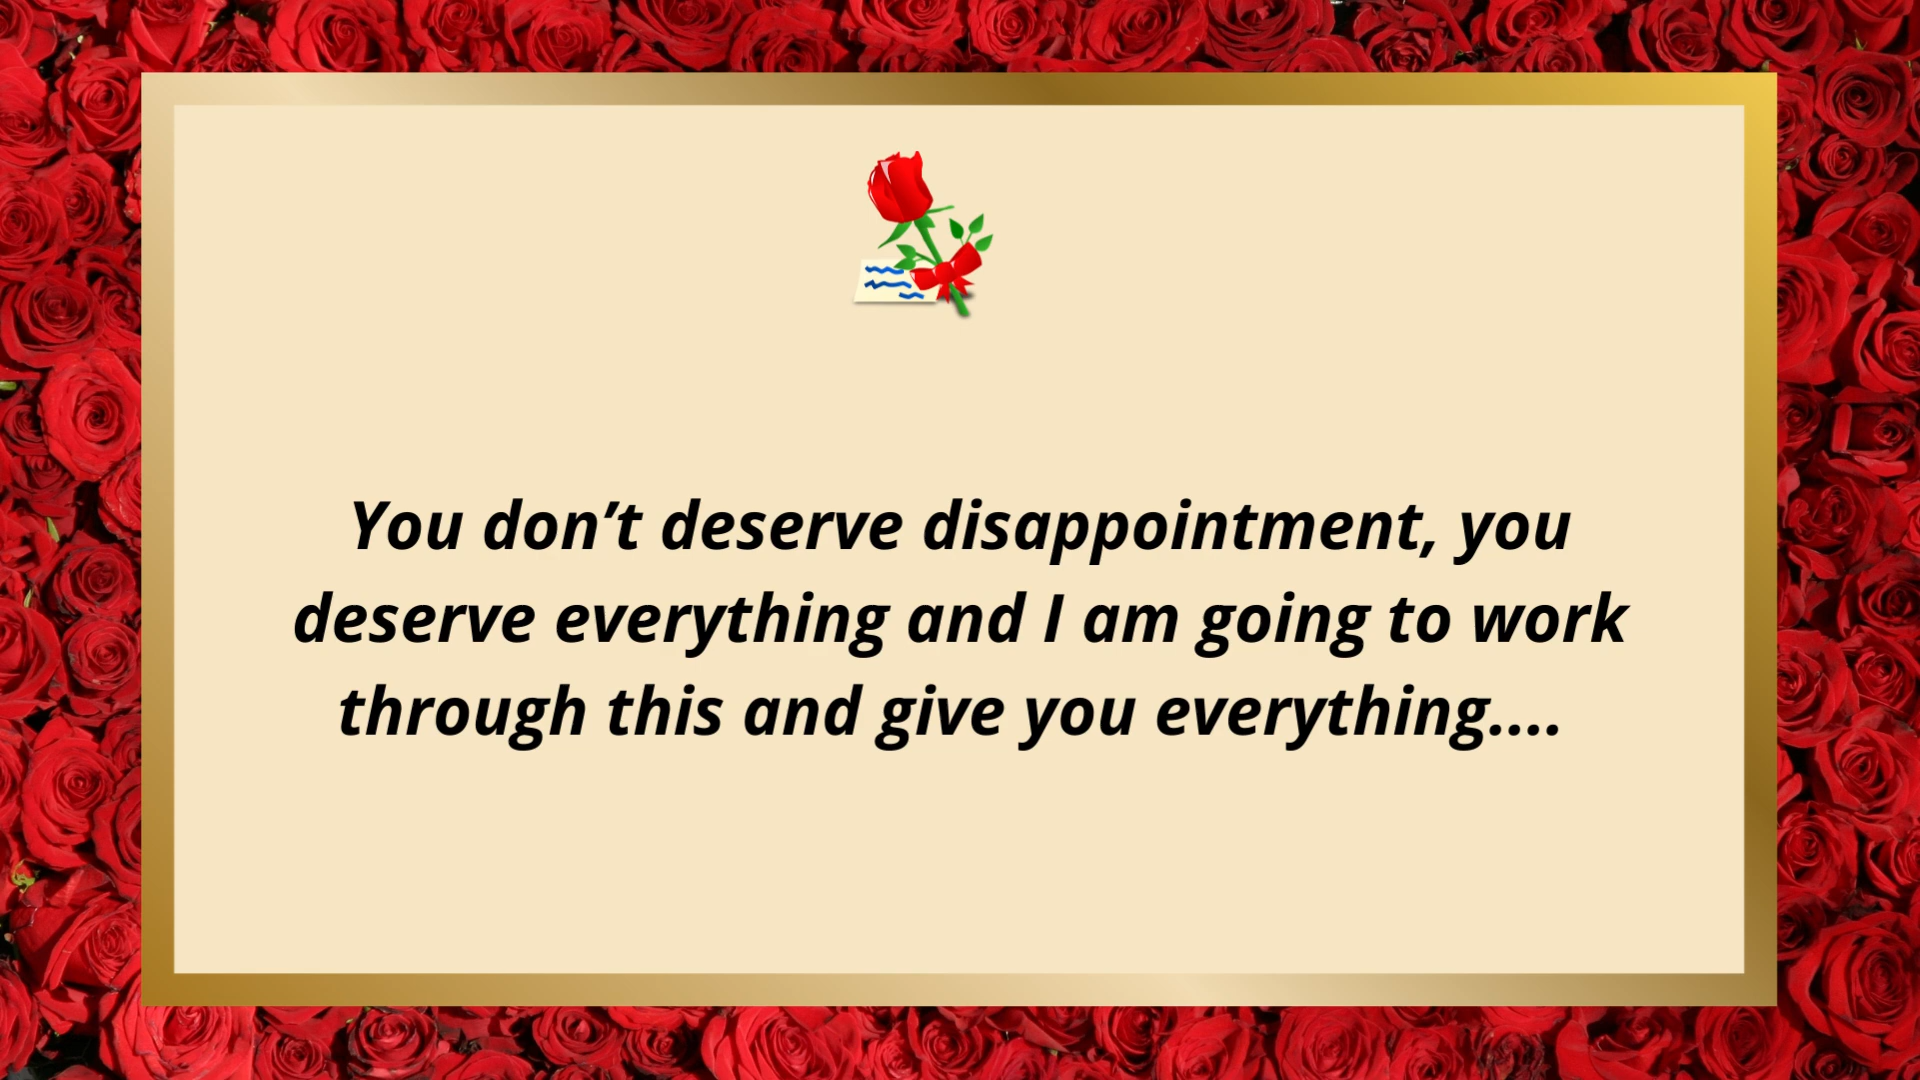 You don’t deserve disappointment, you
deserve everything and I am going to work
through this and give you everything....